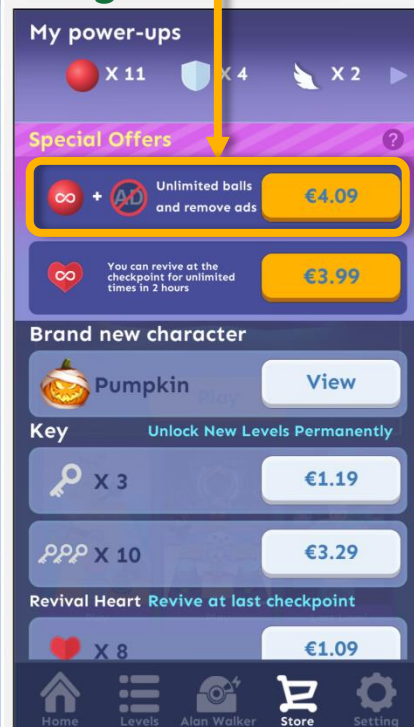 My power-ups
X 11 X 4 X 2
Special Offers ?
AD Unlimited balls
and remove ads €4.09
You can revive at the
checkpoint for unlimited
times in 2 hours €3.99
Brand new character
Pumpkin View
Play
Key Unlock New Levels Permanently
X 3 €1.19
X 10 €3.29
Revival Heart Revive at last checkpoint
X 8 €1.09
Home Levels Alan Walker Store Setting